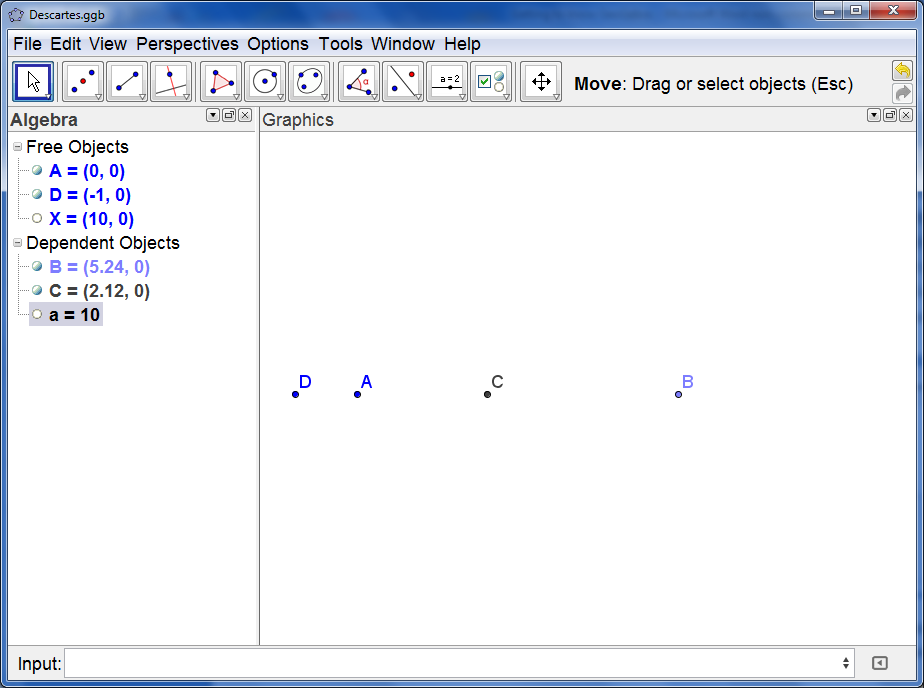 Descartes.ggb
File Edit View Perspectives Options Tools Window Help
α
a = 2
Move: Drag or select objects (Esc)
Algebra
Graphics
Free Objects
A = (0, 0)
D = (-1, 0)
X = (10, 0)
Dependent Objects
B = (5.24, 0)
C = (2.12, 0)
a = 10
D A C B
Input: